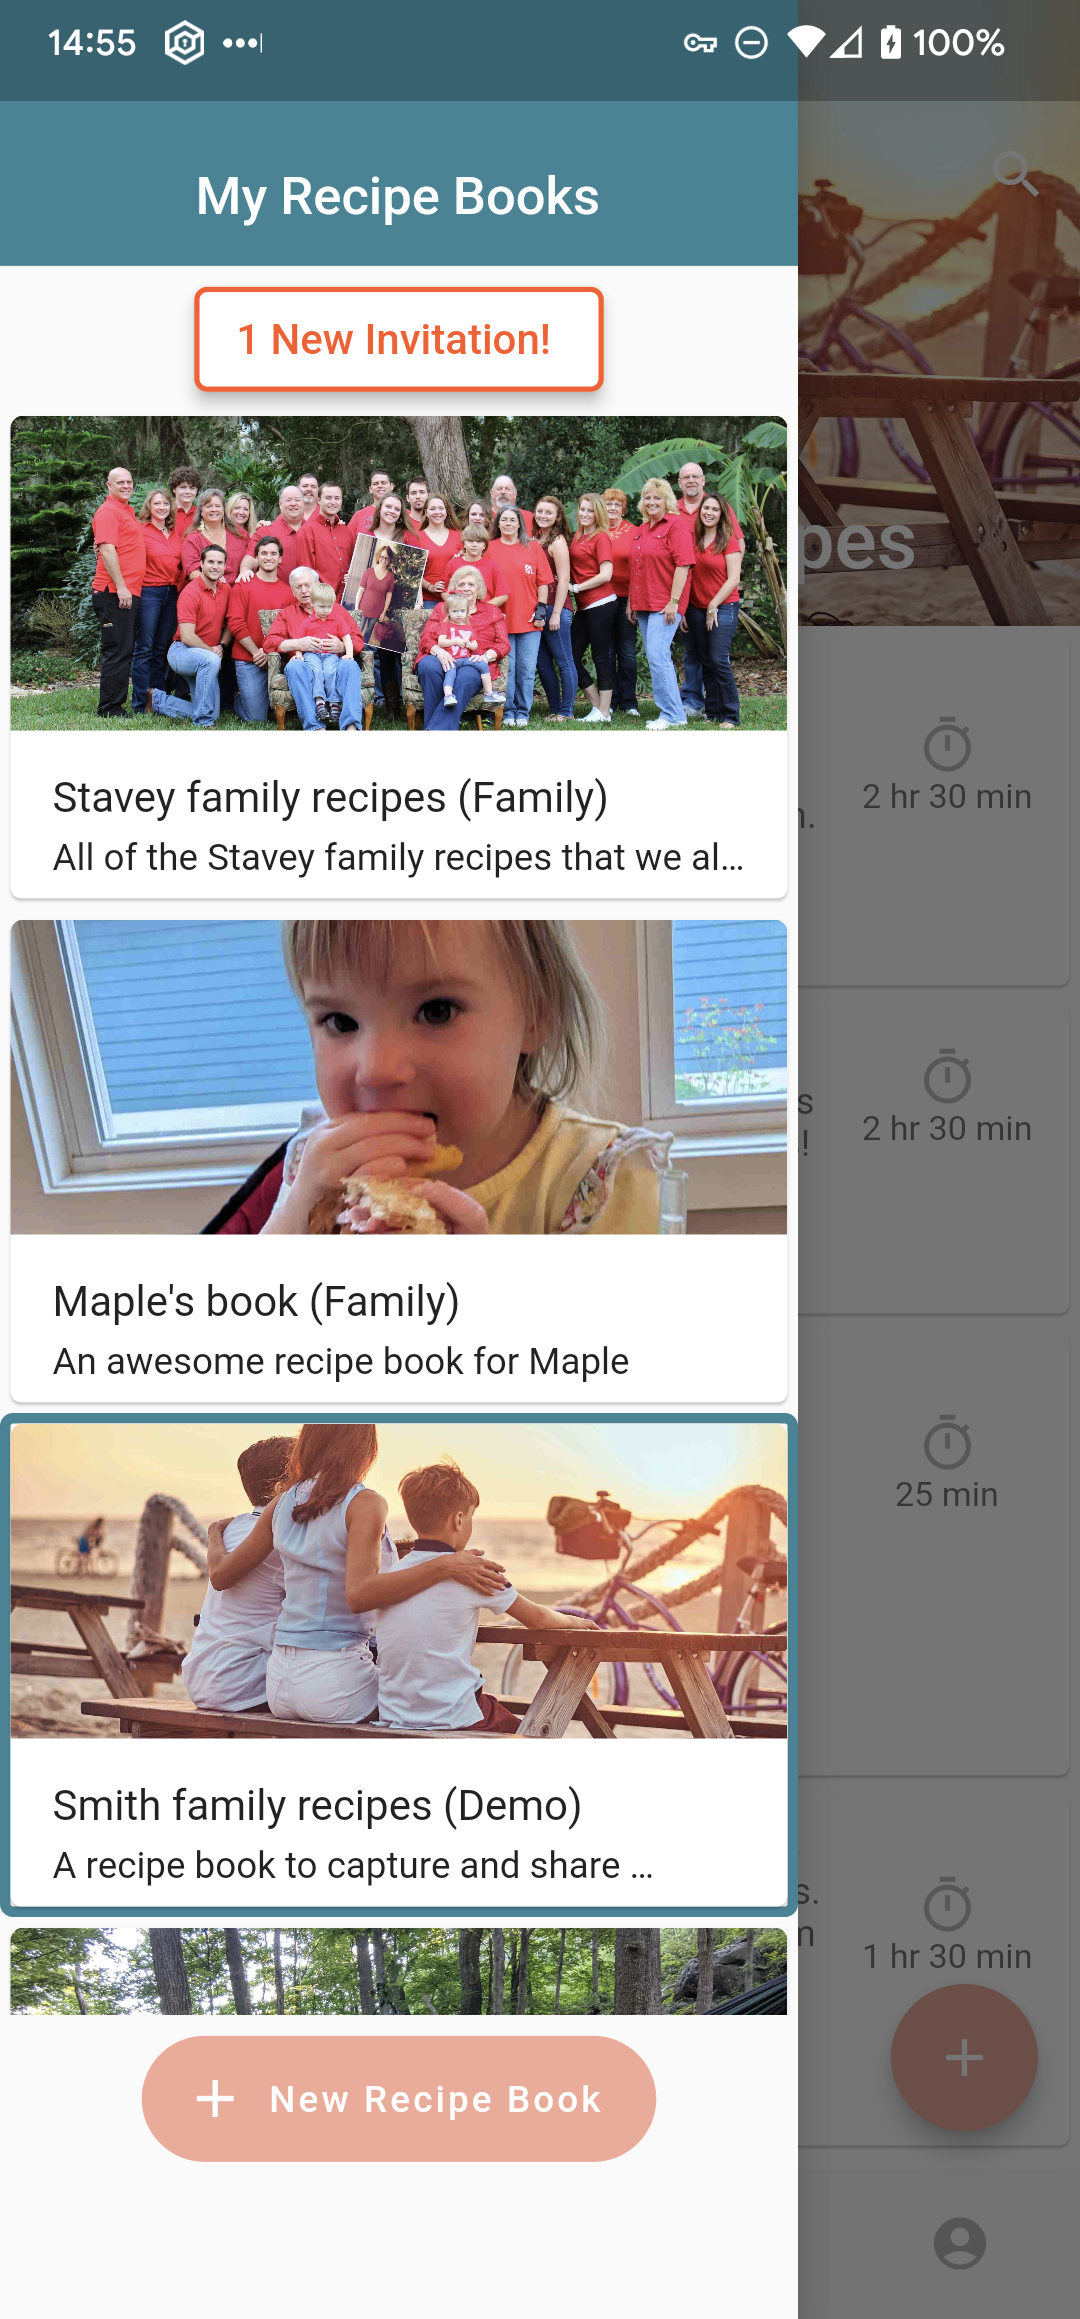 14:55
100%
My Recipe Books
1 New Invitation!
Stavey family recipes (Family)
All of the Stavey family recipes that we al...
Maple's book (Family)
An awesome recipe book for Maple
Smith family recipes (Demo)
A recipe book to capture and share ...
New Recipe Book
pes
2 hr 30 min
2 hr 30 min
25 min
1 hr 30 min